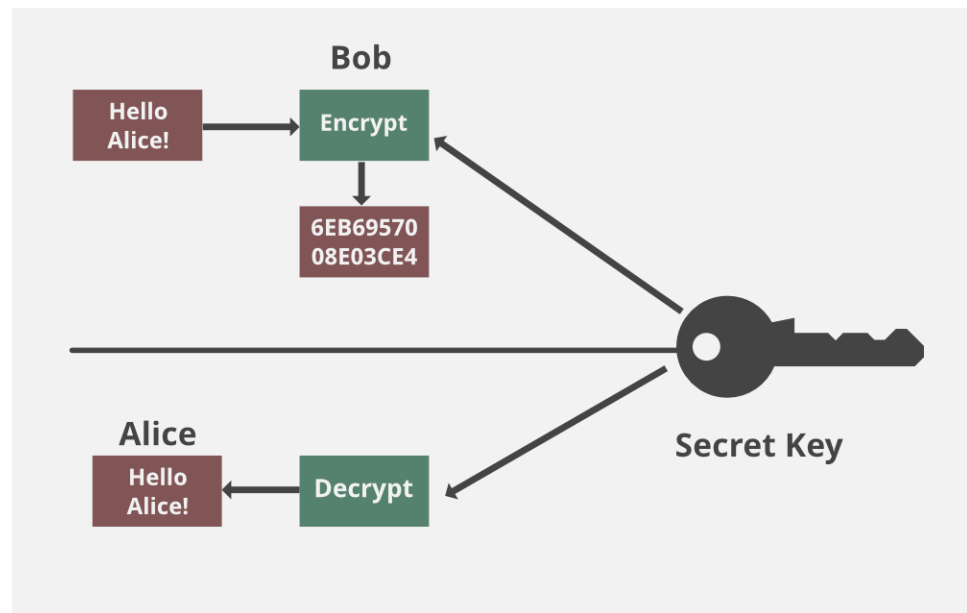 Bob
Hello
Alice!
Encrypt
6EB69570
08E03CE4
Secret Key
Alice
Hello
Alice!
Decrypt